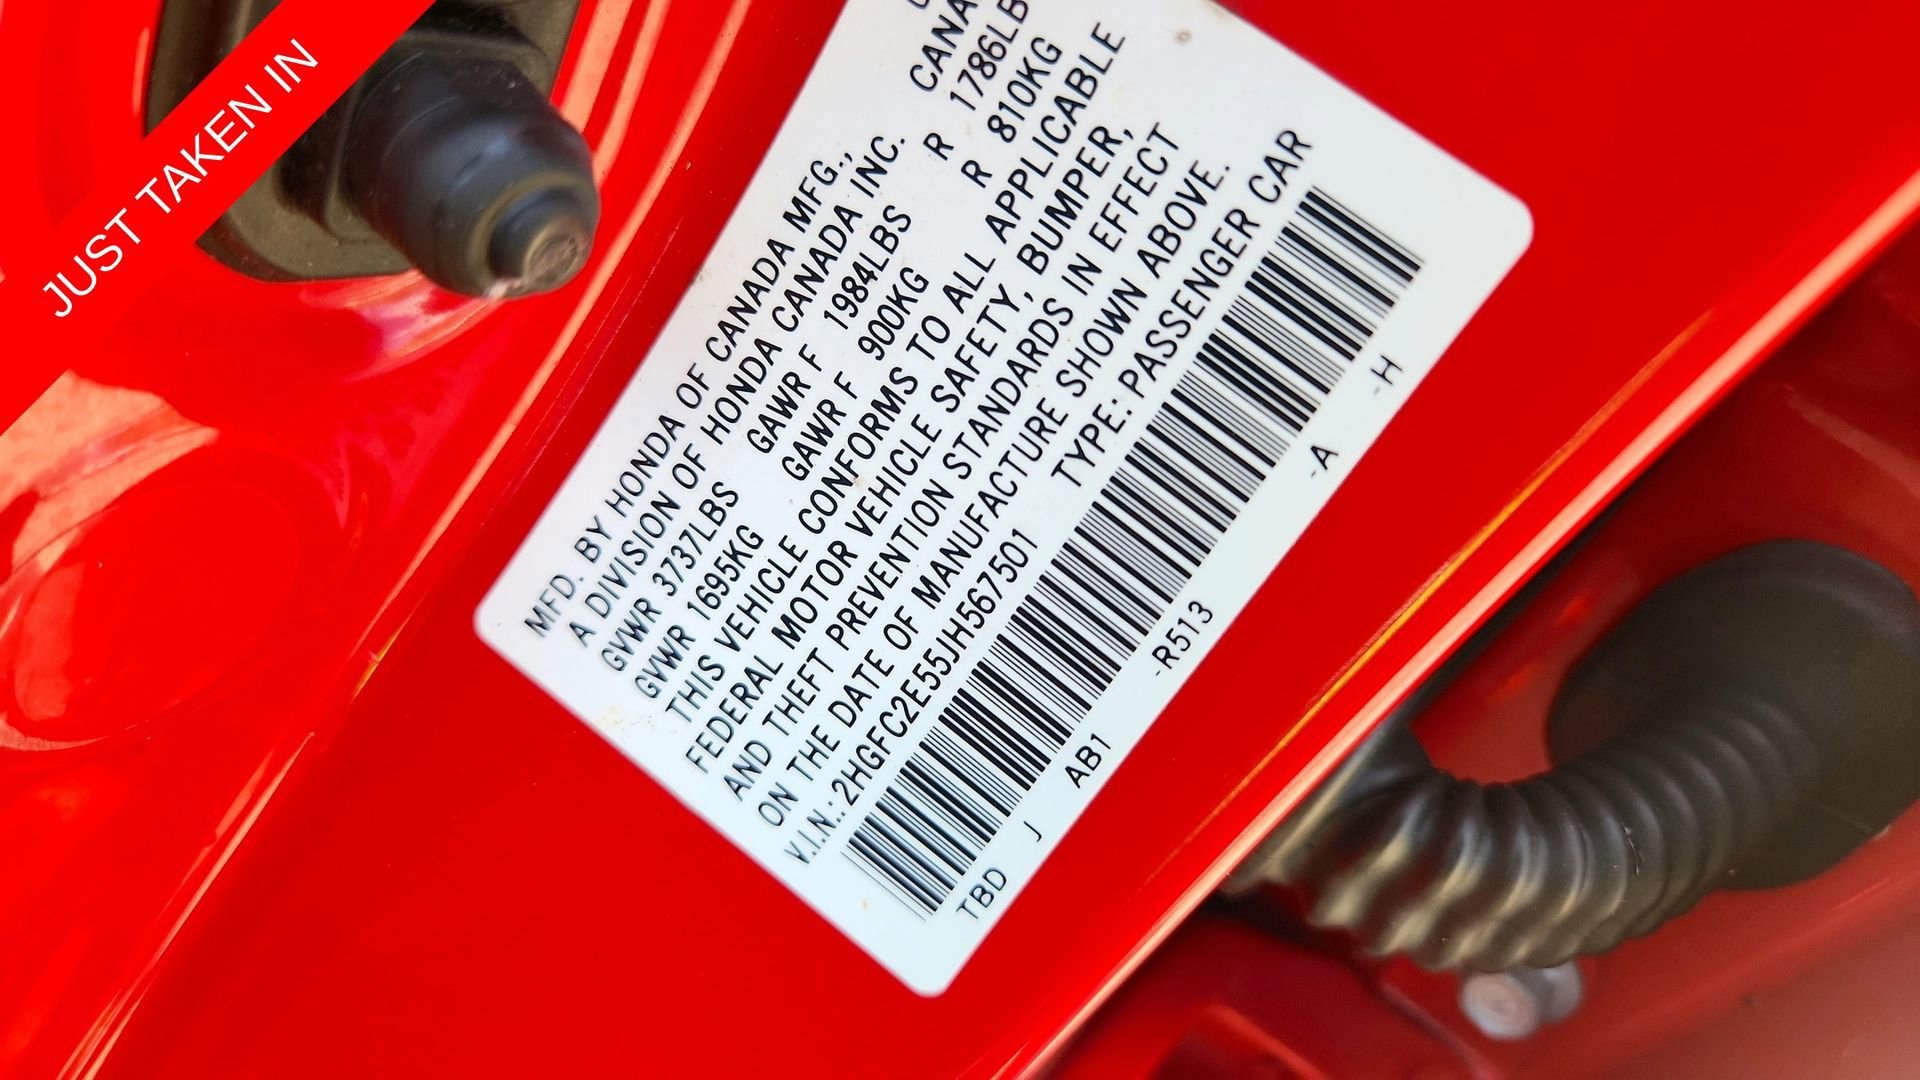 JUST TAKEN IN
MFD. BY HONDA OF CANADA MFG.,
A DIVISION OF HONDA CANADA INC.
GVWR 3737LBS GAWR F 1984LBS R 1786LB
GVWR 1695KG GAWR F 900KG R 810KG
THIS VEHICLE CONFORMS TO ALL APPLICABLE
FEDERAL MOTOR VEHICLE SAFETY, BUMPER,
AND THEFT PREVENTION STANDARDS IN EFFECT
ON THE DATE OF MANUFACTURE SHOWN ABOVE.
V.I.N.: 2HGFC2E55JH567501 TYPE: PASSENGER CAR
TBD J AB1 -R513 -A -H